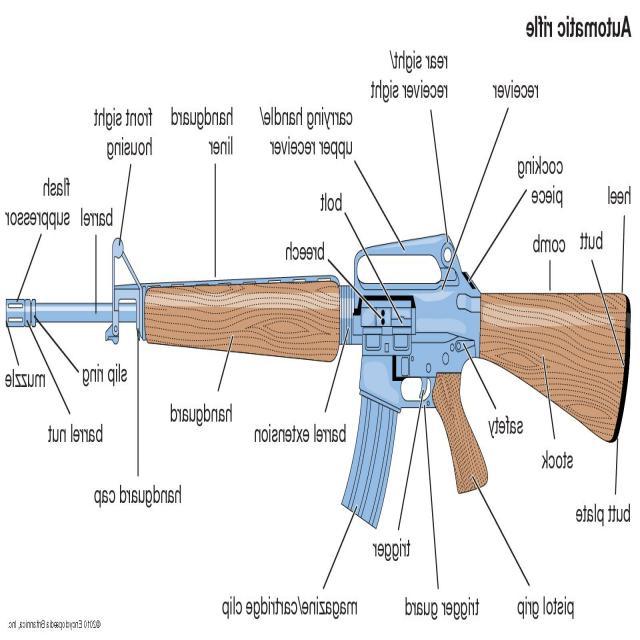 Automatic rifle
rear sight/
receiver sight
receiver
carrying handle/
upper receiver
handguard
liner
front sight
housing
cocking
piece
flash
suppressor
barrel
bolt
breech
comb
butt
heel
muzzle
slip ring
barrel nut
handguard
barrel extension
handguard cap
safety
stock
butt plate
trigger
magazine/cartridge clip
trigger guard
pistol grip
©2010 Encyclopædia Britannica, Inc.